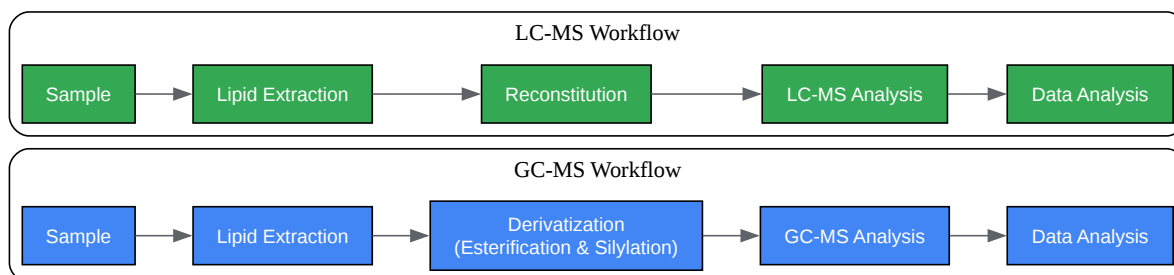 LC-MS Workflow
Sample
Lipid Extraction
Reconstitution
LC-MS Analysis
Data Analysis
GC-MS Workflow
Sample
Lipid Extraction
Derivatization
(Esterification & Silylation)
GC-MS Analysis
Data Analysis